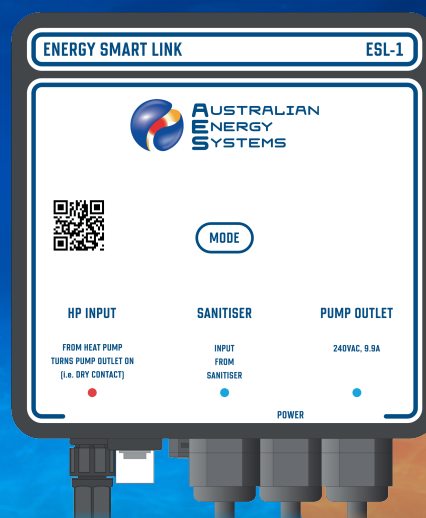 ENERGY SMART LINK ESL-1
AUSTRALIAN
ENERGY
SYSTEMS
MODE
HP INPUT SANITISER PUMP OUTLET
FROM HEAT PUMP
TURNS PUMP OUTLET ON
(i.e. DRY CONTACT)
INPUT
FROM
SANITISER
240VAC, 9.9A
POWER